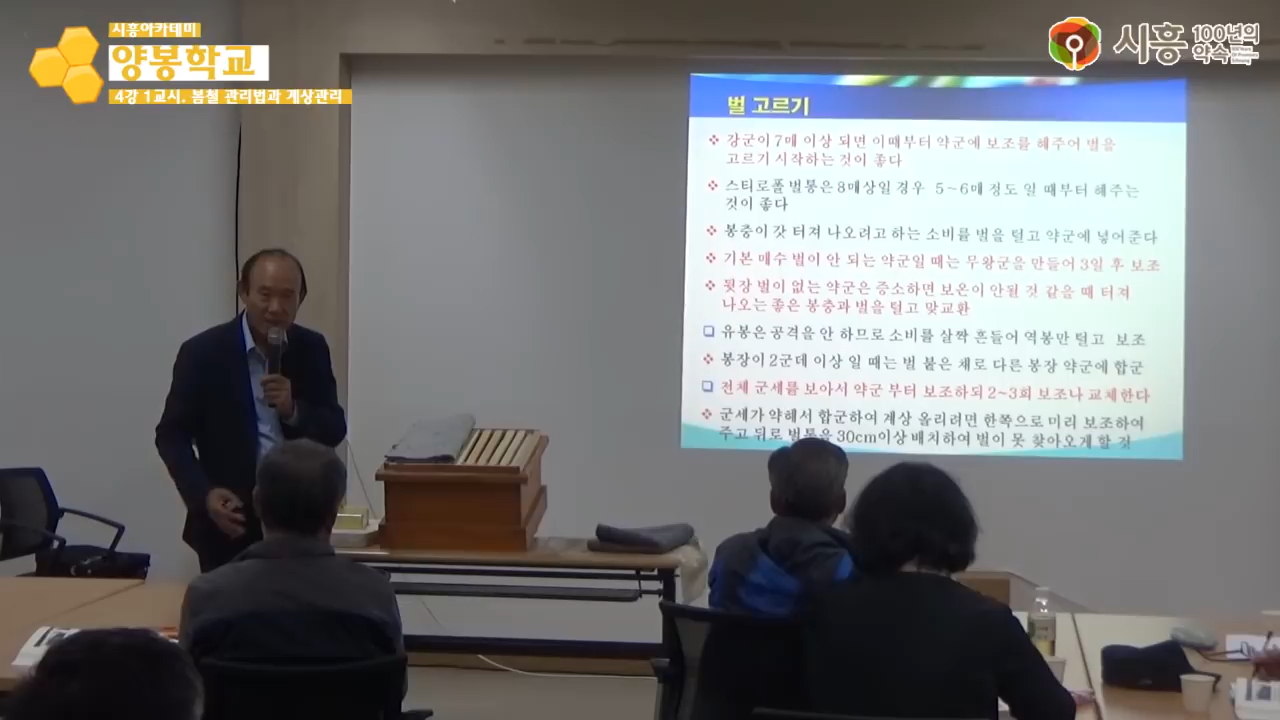 시흥아카데미
양봉학교
4강 1교시. 봄철 관리법과 계상관리
시흥 100년의
약속
벌 고르기
강군이 7매 이상 되면 이때부터 약군에 보조를 해주어 벌을
고르기 시작하는 것이 좋다
스티로폴 벌통은 8매상일 경우 5~6매 정도 일 때부터 해주는
것이 좋다
봉충이 갓 터져 나오려고 하는 소비를 벌을 털고 약군에 넣어준다
기본 매수 벌이 안 되는 약군일 때는 무왕군을 만들어 3일 후 보조
뒷장 벌이 없는 약군은 증소하면 보온이 안될 것 같을 때 터져
나오는 좋은 봉충과 벌을 털고 맞교환
유봉은 공격을 안 하므로 소비를 살짝 흔들어 역봉만 털고 보조
봉장이 2군데 이상 일 때는 벌 붙은 채로 다른 봉장 약군에 합군
전체 군세를 보아서 약군 부터 보조하되 2~3회 보조나 교체한다
군세가 약해서 합군하여 계상 올리려면 한쪽으로 미리 보조하여
주고 뒤로 벌통을 30cm이상 배치하여 벌이 못 찾아오게 할 것